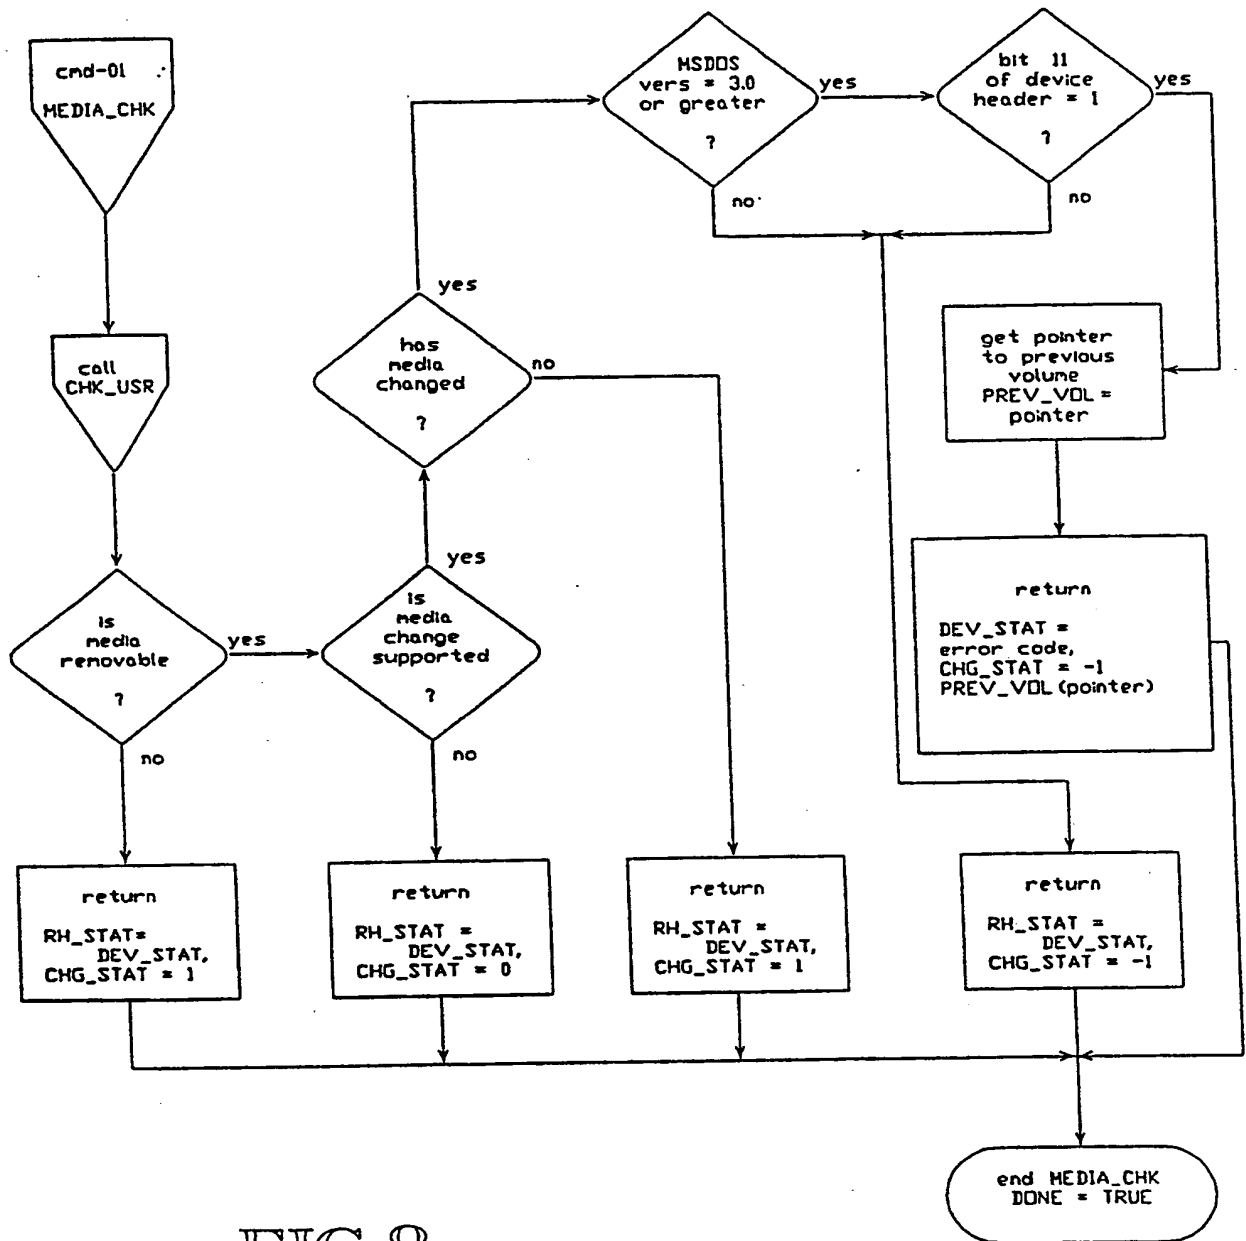 cmd-01
MEDIA_CHK
call
CHK_USR
is
media
removable
?
yes
no
return
RH_STAT=
DEV_STAT,
CHG_STAT = 1
is
media
change
supported
?
yes
no
return
RH_STAT =
DEV_STAT,
CHG_STAT = 0
has
media
changed
?
yes
no
return
RH_STAT =
DEV_STAT,
CHG_STAT = 1
MSDOS
vers = 3.0
or greater
?
yes
no
bit 11
of device
header = 1
?
yes
no
get pointer
to previous
volume
PREV_VOL =
pointer
return
DEV_STAT =
error code,
CHG_STAT = -1
PREV_VOL(pointer)
return
RH_STAT =
DEV_STAT,
CHG_STAT = -1
end MEDIA_CHK
DONE = TRUE